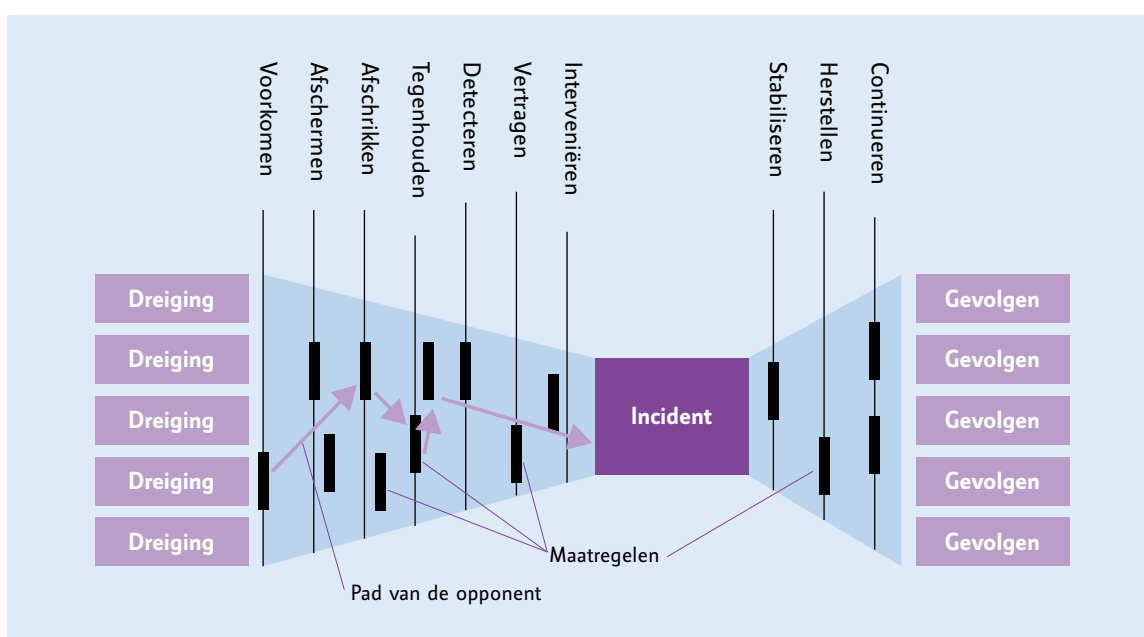 Voorkomen
Afschermen
Afschrikken
Tegenhouden
Detecteren
Vertragen
Interveniëren
Stabiliseren
Herstellen
Continueren
Dreiging
Dreiging
Dreiging
Dreiging
Dreiging
Incident
Gevolgen
Gevolgen
Gevolgen
Gevolgen
Gevolgen
Maatregelen
Pad van de opponent